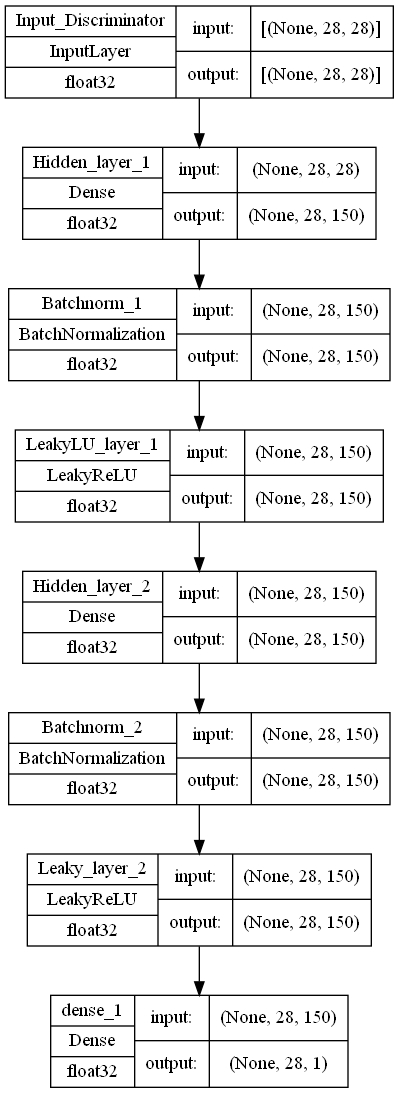 Input_Discriminator
InputLayer
float32
input: [(None, 28, 28)]
output: [(None, 28, 28)]
Hidden_layer_1
Dense
float32
input: (None, 28, 28)
output: (None, 28, 150)
Batchnorm_1
BatchNormalization
float32
input: (None, 28, 150)
output: (None, 28, 150)
LeakyLU_layer_1
LeakyReLU
float32
input: (None, 28, 150)
output: (None, 28, 150)
Hidden_layer_2
Dense
float32
input: (None, 28, 150)
output: (None, 28, 150)
Batchnorm_2
BatchNormalization
float32
input: (None, 28, 150)
output: (None, 28, 150)
Leaky_layer_2
LeakyReLU
float32
input: (None, 28, 150)
output: (None, 28, 150)
dense_1
Dense
float32
input: (None, 28, 150)
output: (None, 28, 1)